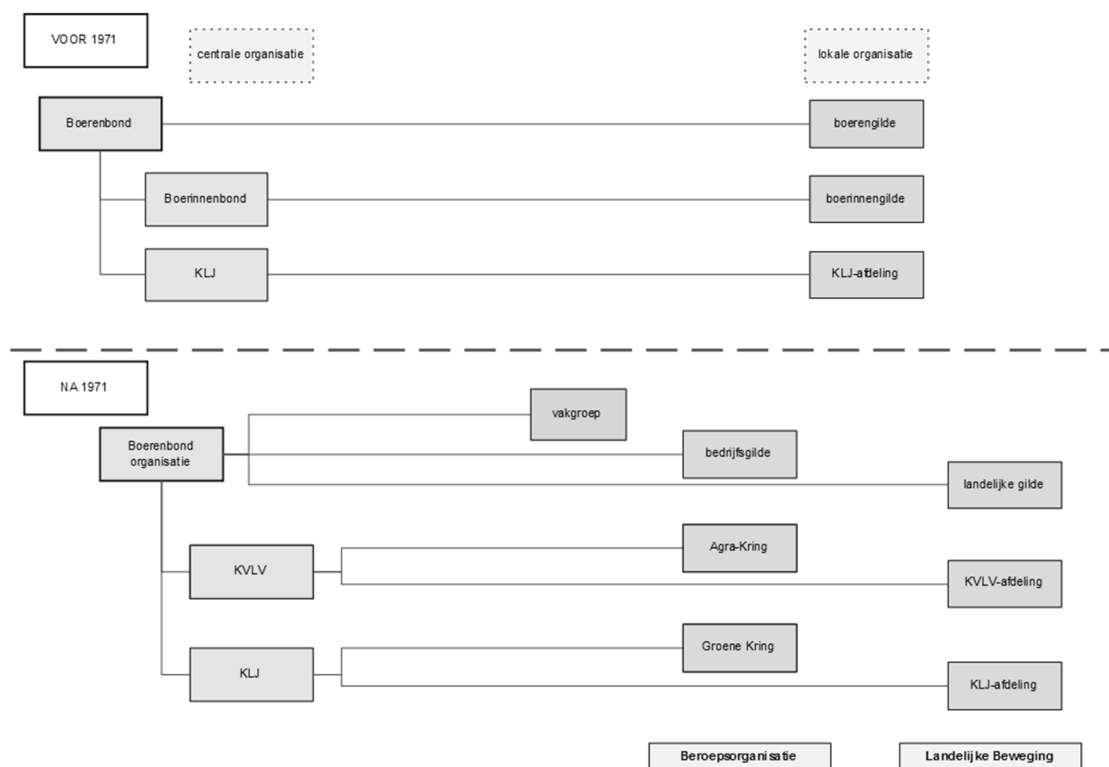 VOOR 1971
centrale organisatie
lokale organisatie
Boerenbond
boerengilde
Boerinnenbond
boerinnengilde
KLJ
KLJ-afdeling
NA 1971
vakgroep
Boerenbond
organisatie
bedrijfsgilde
landelijke gilde
Agra-Kring
KVLV
KVLV-afdeling
Groene Kring
KLJ
KLJ-afdeling
Beroepsorganisatie
Landelijke Beweging